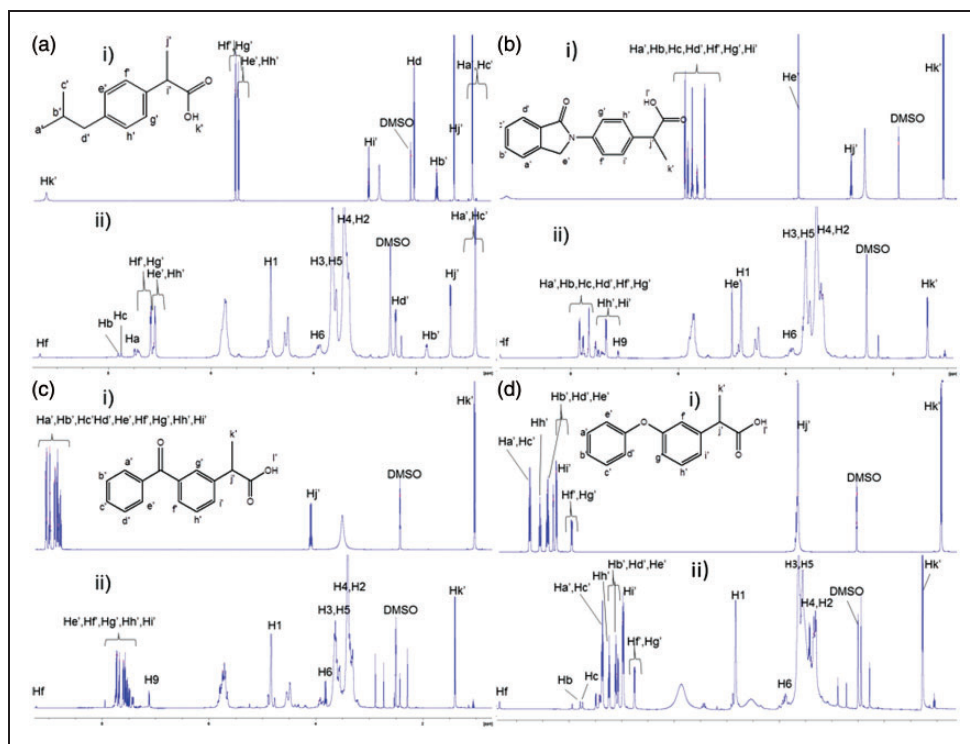 (a)
i)
j'
f'
e'
i'
O
OH
k'
c'
b'
a'
d'
g'
h'
Hf',Hg'
He',Hh'
Hd
Ha',Hc'
Hi'
DMSO
Hb'
Hj'
Hk'
ii)
Hf',Hg'
He',Hh'
Hf
Hb
Hc
Ha
H1
H3,H5
H6
H4,H2
DMSO
Hd'
Hb'
Hj'
Ha',Hc'
(b)
i)
Ha',Hb,Hc,Hd',Hf',Hg',Hi'
l'
HO
O
O
d'
g'
h'
b'
a'
N
e'
f'
i'
j'
k'
He'
Hj'
DMSO
Hk'
ii)
Ha',Hb,Hc,Hd',Hf',Hg'
Hh',Hi'
Hf
H9
He'
H1
H3,H5
H6
H4,H2
DMSO
Hk'
(c)
i)
Ha',Hb',Hc'Hd',He',Hf',Hg',Hh',Hi'
O
a'
b'
c'
d'
e'
g'
f'
h'
i'
j'
k'
l'
OH
O
Hj'
DMSO
Hk'
ii)
He',Hf',Hg',Hh',Hi'
Hf
H9
H1
H3,H5
H6
H4,H2
DMSO
Hk'
(d)
i)
Hb',Hd',He'
Hh'
Ha',Hc'
Hi'
Hf',Hg'
e'
O
f'
k'
a'
b'
c'
d'
g'
h'
i'
j'
OH
l'
O
Hj'
DMSO
Hk'
ii)
Hb',Hd',He'
Hh'
Ha',Hc'
Hi'
Hf',Hg'
Hf
Hb
Hc
H1
H3,H5
H4,H2
H6
DMSO
Hk'